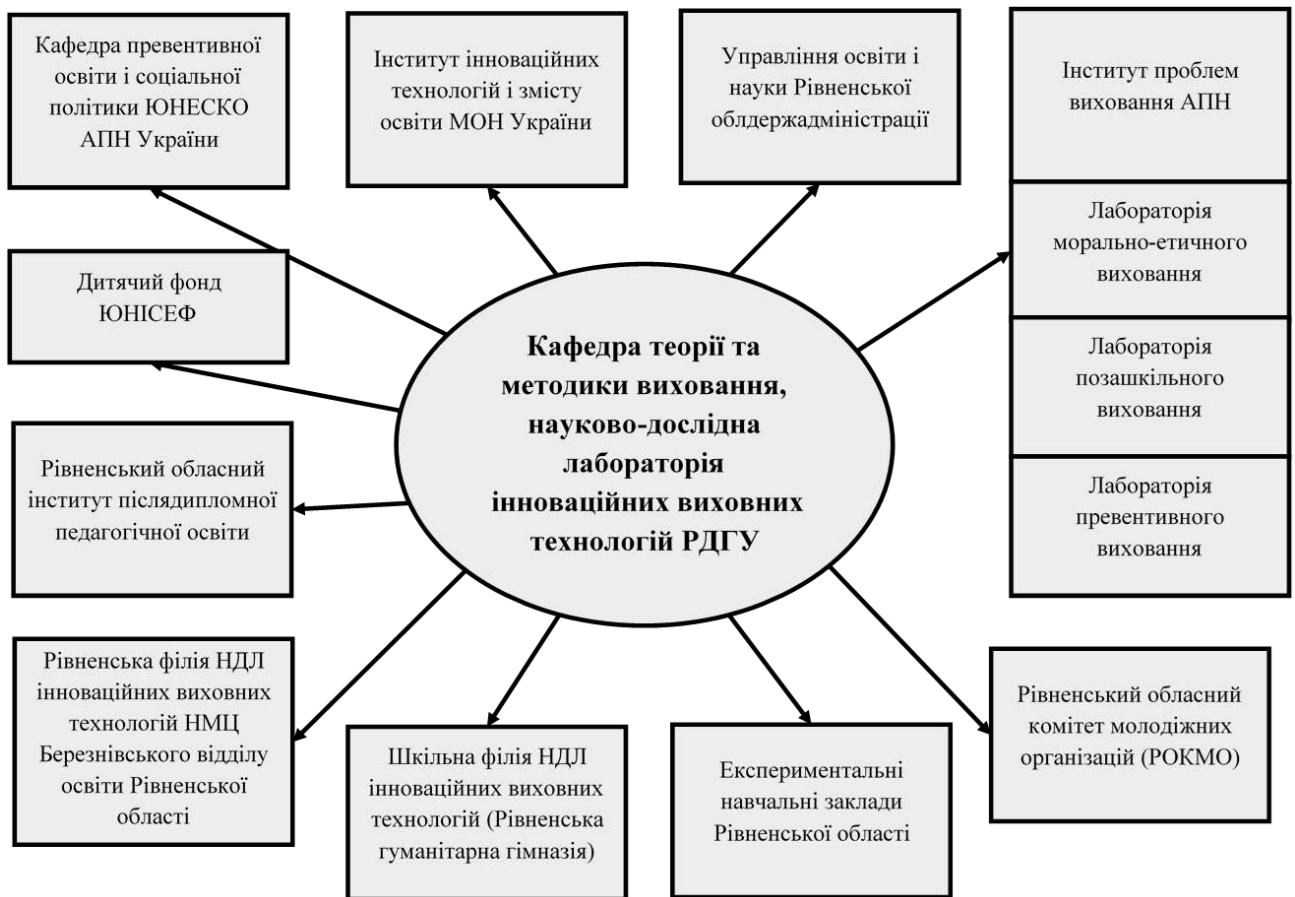 Кафедра превентивної
освіти і соціальної
політики ЮНЕСКО
АПН України
Інститут інноваційних
технологій і змісту
освіти МОН України
Управління освіти і
науки Рівненської
облдержадміністрації
Інститут проблем
виховання АПН
Лабораторія
морально-етичного
виховання
Лабораторія
позашкільного
виховання
Лабораторія
превентивного
виховання
Дитячий фонд
ЮНІСЕФ
Кафедра теорії та
методики виховання,
науково-дослідна
лабораторія
інноваційних виховних
технологій РДГУ
Рівненський обласний
інститут післядипломної
педагогічної освіти
Рівненська філія НДЛ
інноваційних виховних
технологій НМЦ
Березнівського відділу
освіти Рівненської
області
Шкільна філія НДЛ
інноваційних виховних
технологій (Рівненська
гуманітарна гімназія)
Експериментальні
навчальні заклади
Рівненської області
Рівненський обласний
комітет молодіжних
організацій (РОКМО)